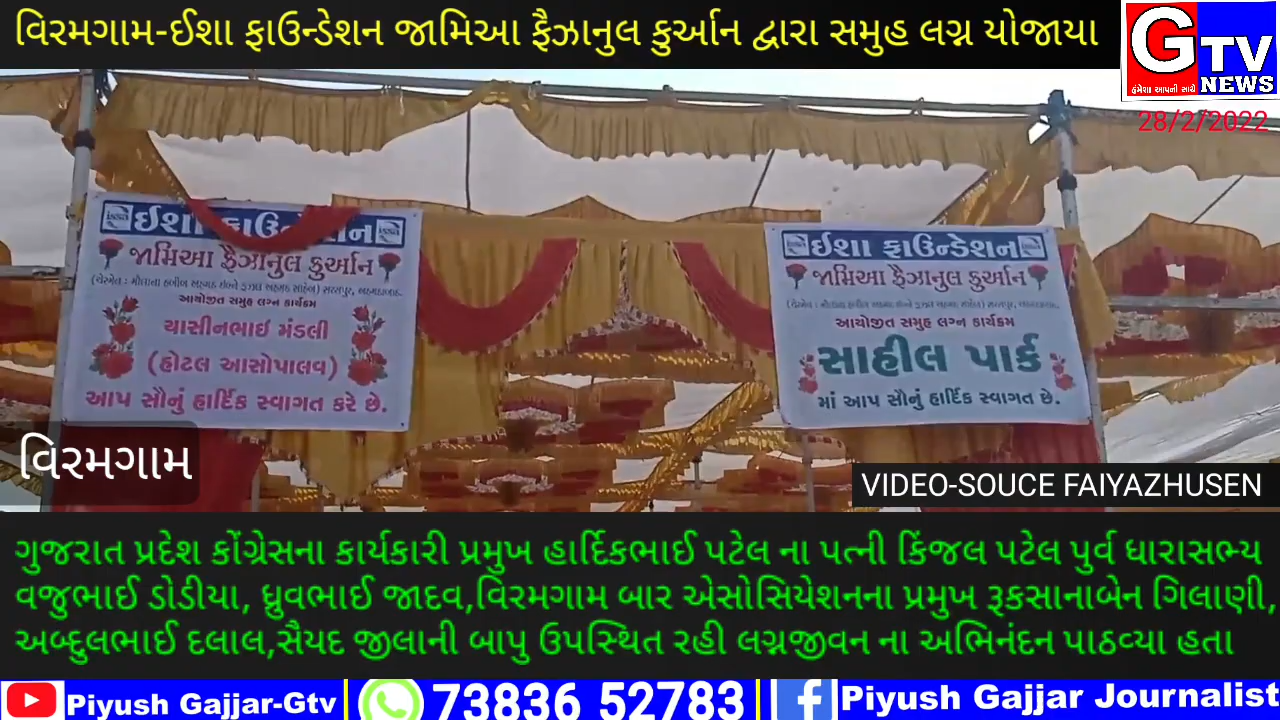 વિરમગામ-ઈશા ફાઉન્ડેશન જામિઆ ફૈઝાનુલ કુર્આન દ્વારા સમુહ લગ્ન યોજાયા
GTV
NEWS
હંમેશા આપની સાથે
28/2/2022
ઈશા ફાઉન્ડેશન
જામિઆ ફૈઝાનુલ કુર્આન
આયોજીત સમુહ લગ્ન કાર્યક્રમ
યાસીનભાઇ મંડલી
(હોટલ આસોપાલવ)
આપ સૌનું હાર્દિક સ્વાગત કરે છે.
ઈશા ફાઉન્ડેશન
જામિઆ ફૈઝાનુલ કુર્આન
આયોજીત સમુહ લગ્ન કાર્યક્રમ
સાહીલ પાર્ક
માં આપ સૌનું હાર્દિક સ્વાગત છે.
વિરમગામ
VIDEO-SOUCE FAIYAZHUSEN
ગુજરાત પ્રદેશ કોંગ્રેસના કાર્યકારી પ્રમુખ હાર્દિકભાઈ પટેલ ના પત્ની કિંજલ પટેલ પુર્વ ધારાસભ્ય
વજુભાઈ ડોડીયા, ધ્રુવભાઈ જાદવ,વિરમગામ બાર એસોસિયેશનના પ્રમુખ રૂકસાનાબેન ગિલાણી,
અબ્દુલભાઈ દલાલ,સૈયદ જીલાની બાપુ ઉપસ્થિત રહી લગ્નજીવન ના અભિનંદન પાઠવ્યા હતા
Piyush Gajjar-Gtv
73836 52783
Piyush Gajjar Journalist